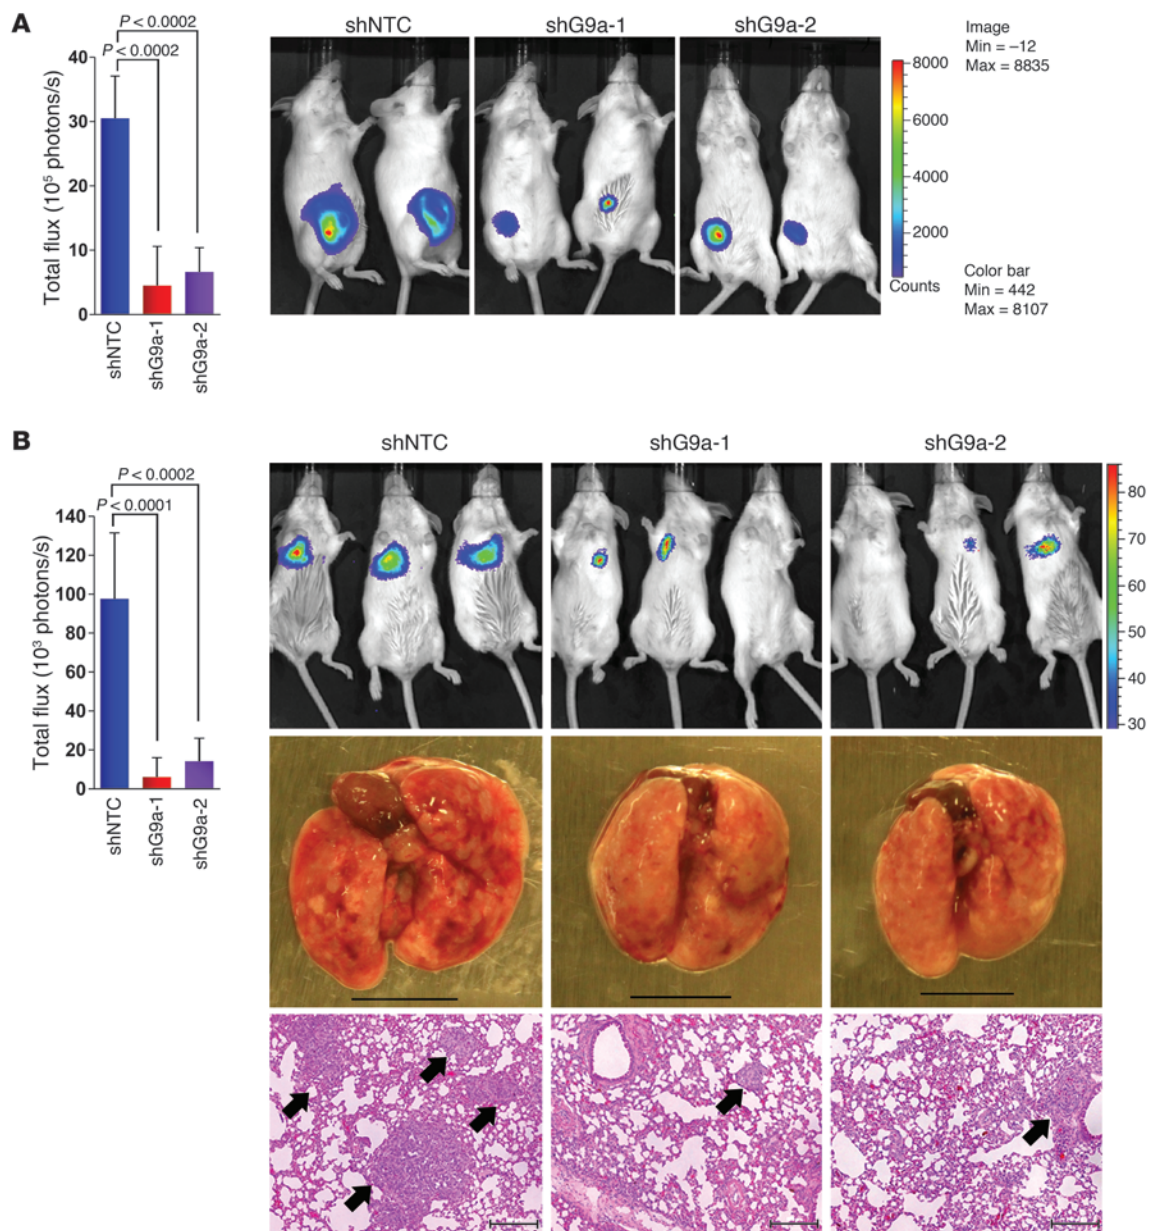 A
P < 0.0002
P < 0.0002
Total flux (10⁵ photons/s)
40
30
20
10
0
shNTC
shG9a-1
shG9a-2
shNTC
shG9a-1
shG9a-2
8000
6000
4000
2000
Counts
Image
Min = –12
Max = 8835
Color bar
Min = 442
Max = 8107
B
P < 0.0002
P < 0.0001
Total flux (10³ photons/s)
140
120
100
80
60
40
20
0
shNTC
shG9a-1
shG9a-2
shNTC
shG9a-1
shG9a-2
80
70
60
50
40
30